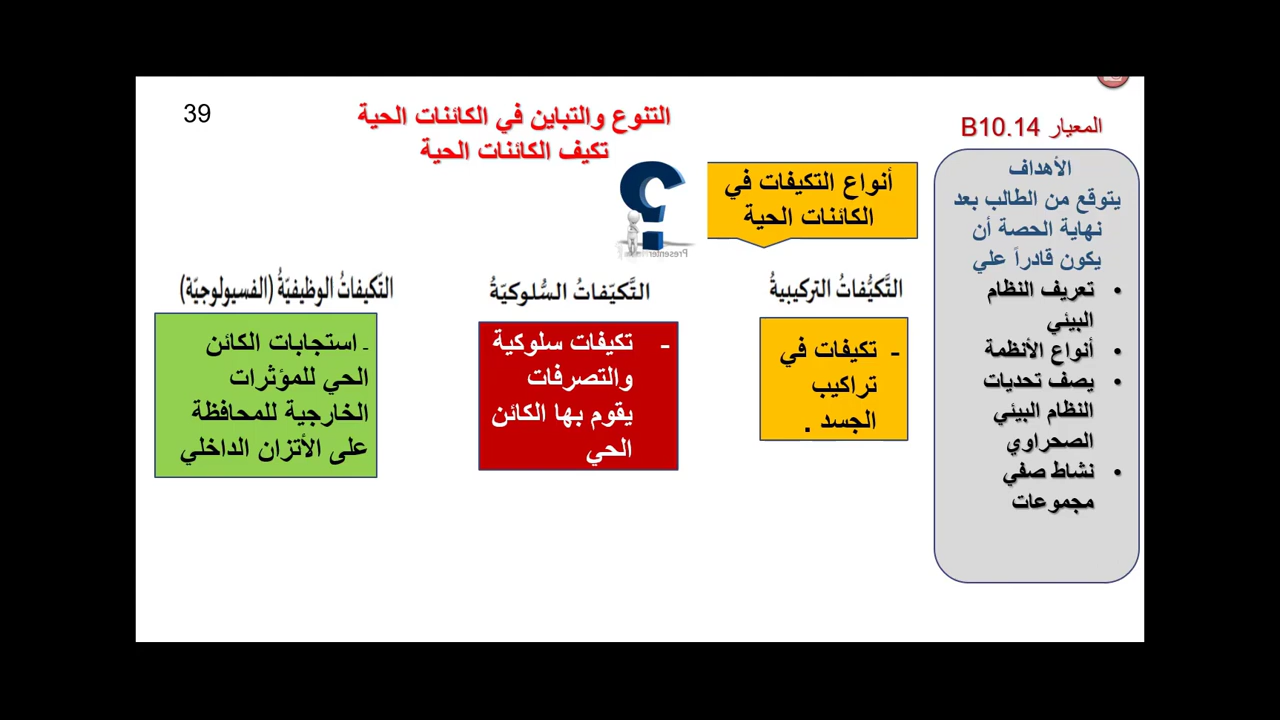 39
التنوع والتباين في الكائنات الحية
تكيف الكائنات الحية
المعيار B10.14
الأهداف
يتوقع من الطالب بعد
نهاية الحصة أن
يكون قادراً علي
• تعريف النظام
البيئي
• أنواع الأنظمة
• يصف تحديات
النظام البيئي
الصحراوي
• نشاط صفي
مجموعات
أنواع التكيفات في
الكائنات الحية
التَّكيُّفاتُ التركيبيةُ
- تكيفات في
تراكيب
الجسد .
التَّكيّفاتُ السُّلوكيّةُ
- تكيفات سلوكية
والتصرفات
يقوم بها الكائن
الحي
التّكيفاتُ الوظيفيّةُ (الفسيولوجيّة)
- استجابات الكائن
الحي للمؤثرات
الخارجية للمحافظة
على الأتزان الداخلي